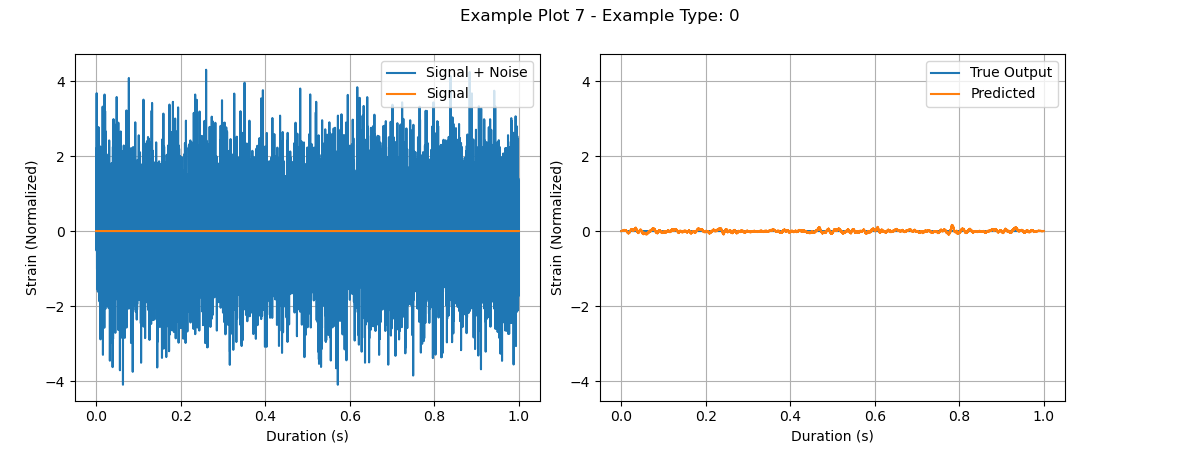 Example Plot 7 - Example Type: 0
Signal + Noise
Signal
4
2
0
−2
−4
Strain (Normalized)
0.0 0.2 0.4 0.6 0.8 1.0
Duration (s)
True Output
Predicted
4
2
0
−2
−4
Strain (Normalized)
0.0 0.2 0.4 0.6 0.8 1.0
Duration (s)